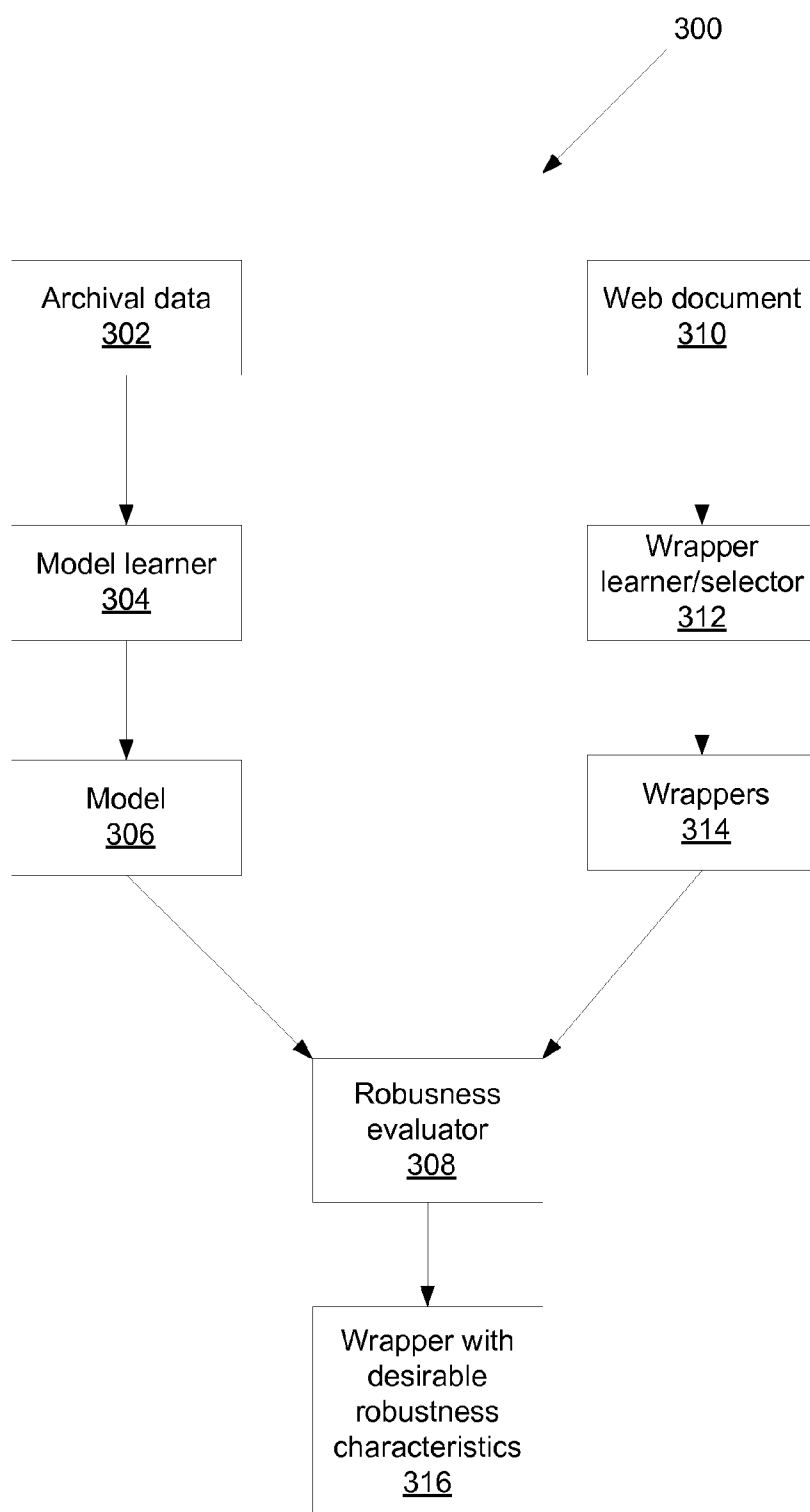 300
Archival data
302
Web document
310
Model learner
304
Wrapper
learner/selector
312
Model
306
Wrappers
314
Robusness
evaluator
308
Wrapper with
desirable
robustness
characteristics
316